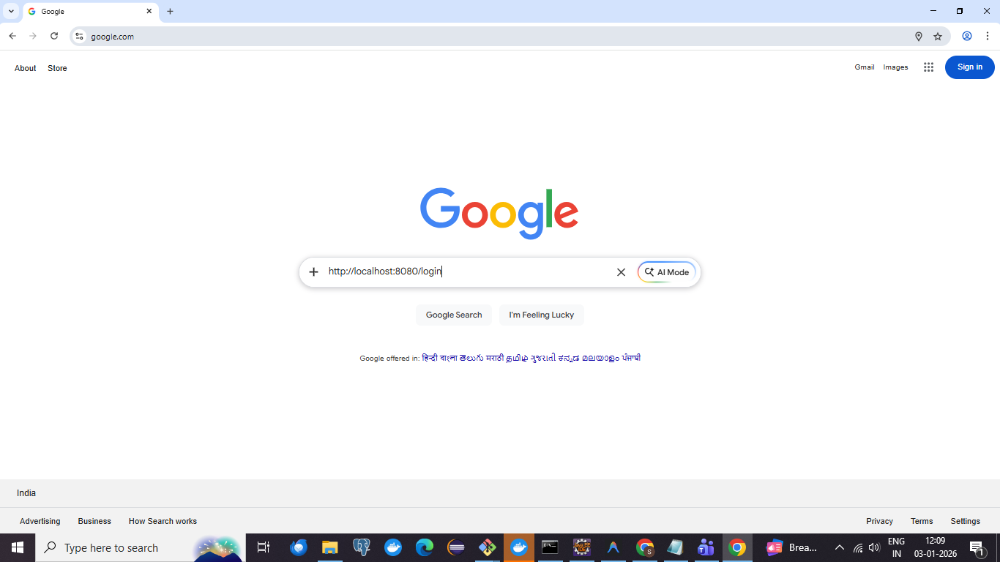 Google
google.com
About Store Gmail Images Sign in
Google
http://localhost:8080/login AI Mode
Google Search I'm Feeling Lucky
Google offered in: हिन्दी বাংলা తెలుగు मराठी தமிழ் ગુજરાતી ಕನ್ನಡ മലയാളം ਪੰਜਾਬੀ
India
Advertising Business How Search works Privacy Terms Settings
Type here to search Brea... ENG 12:09
IN 03-01-2026 1